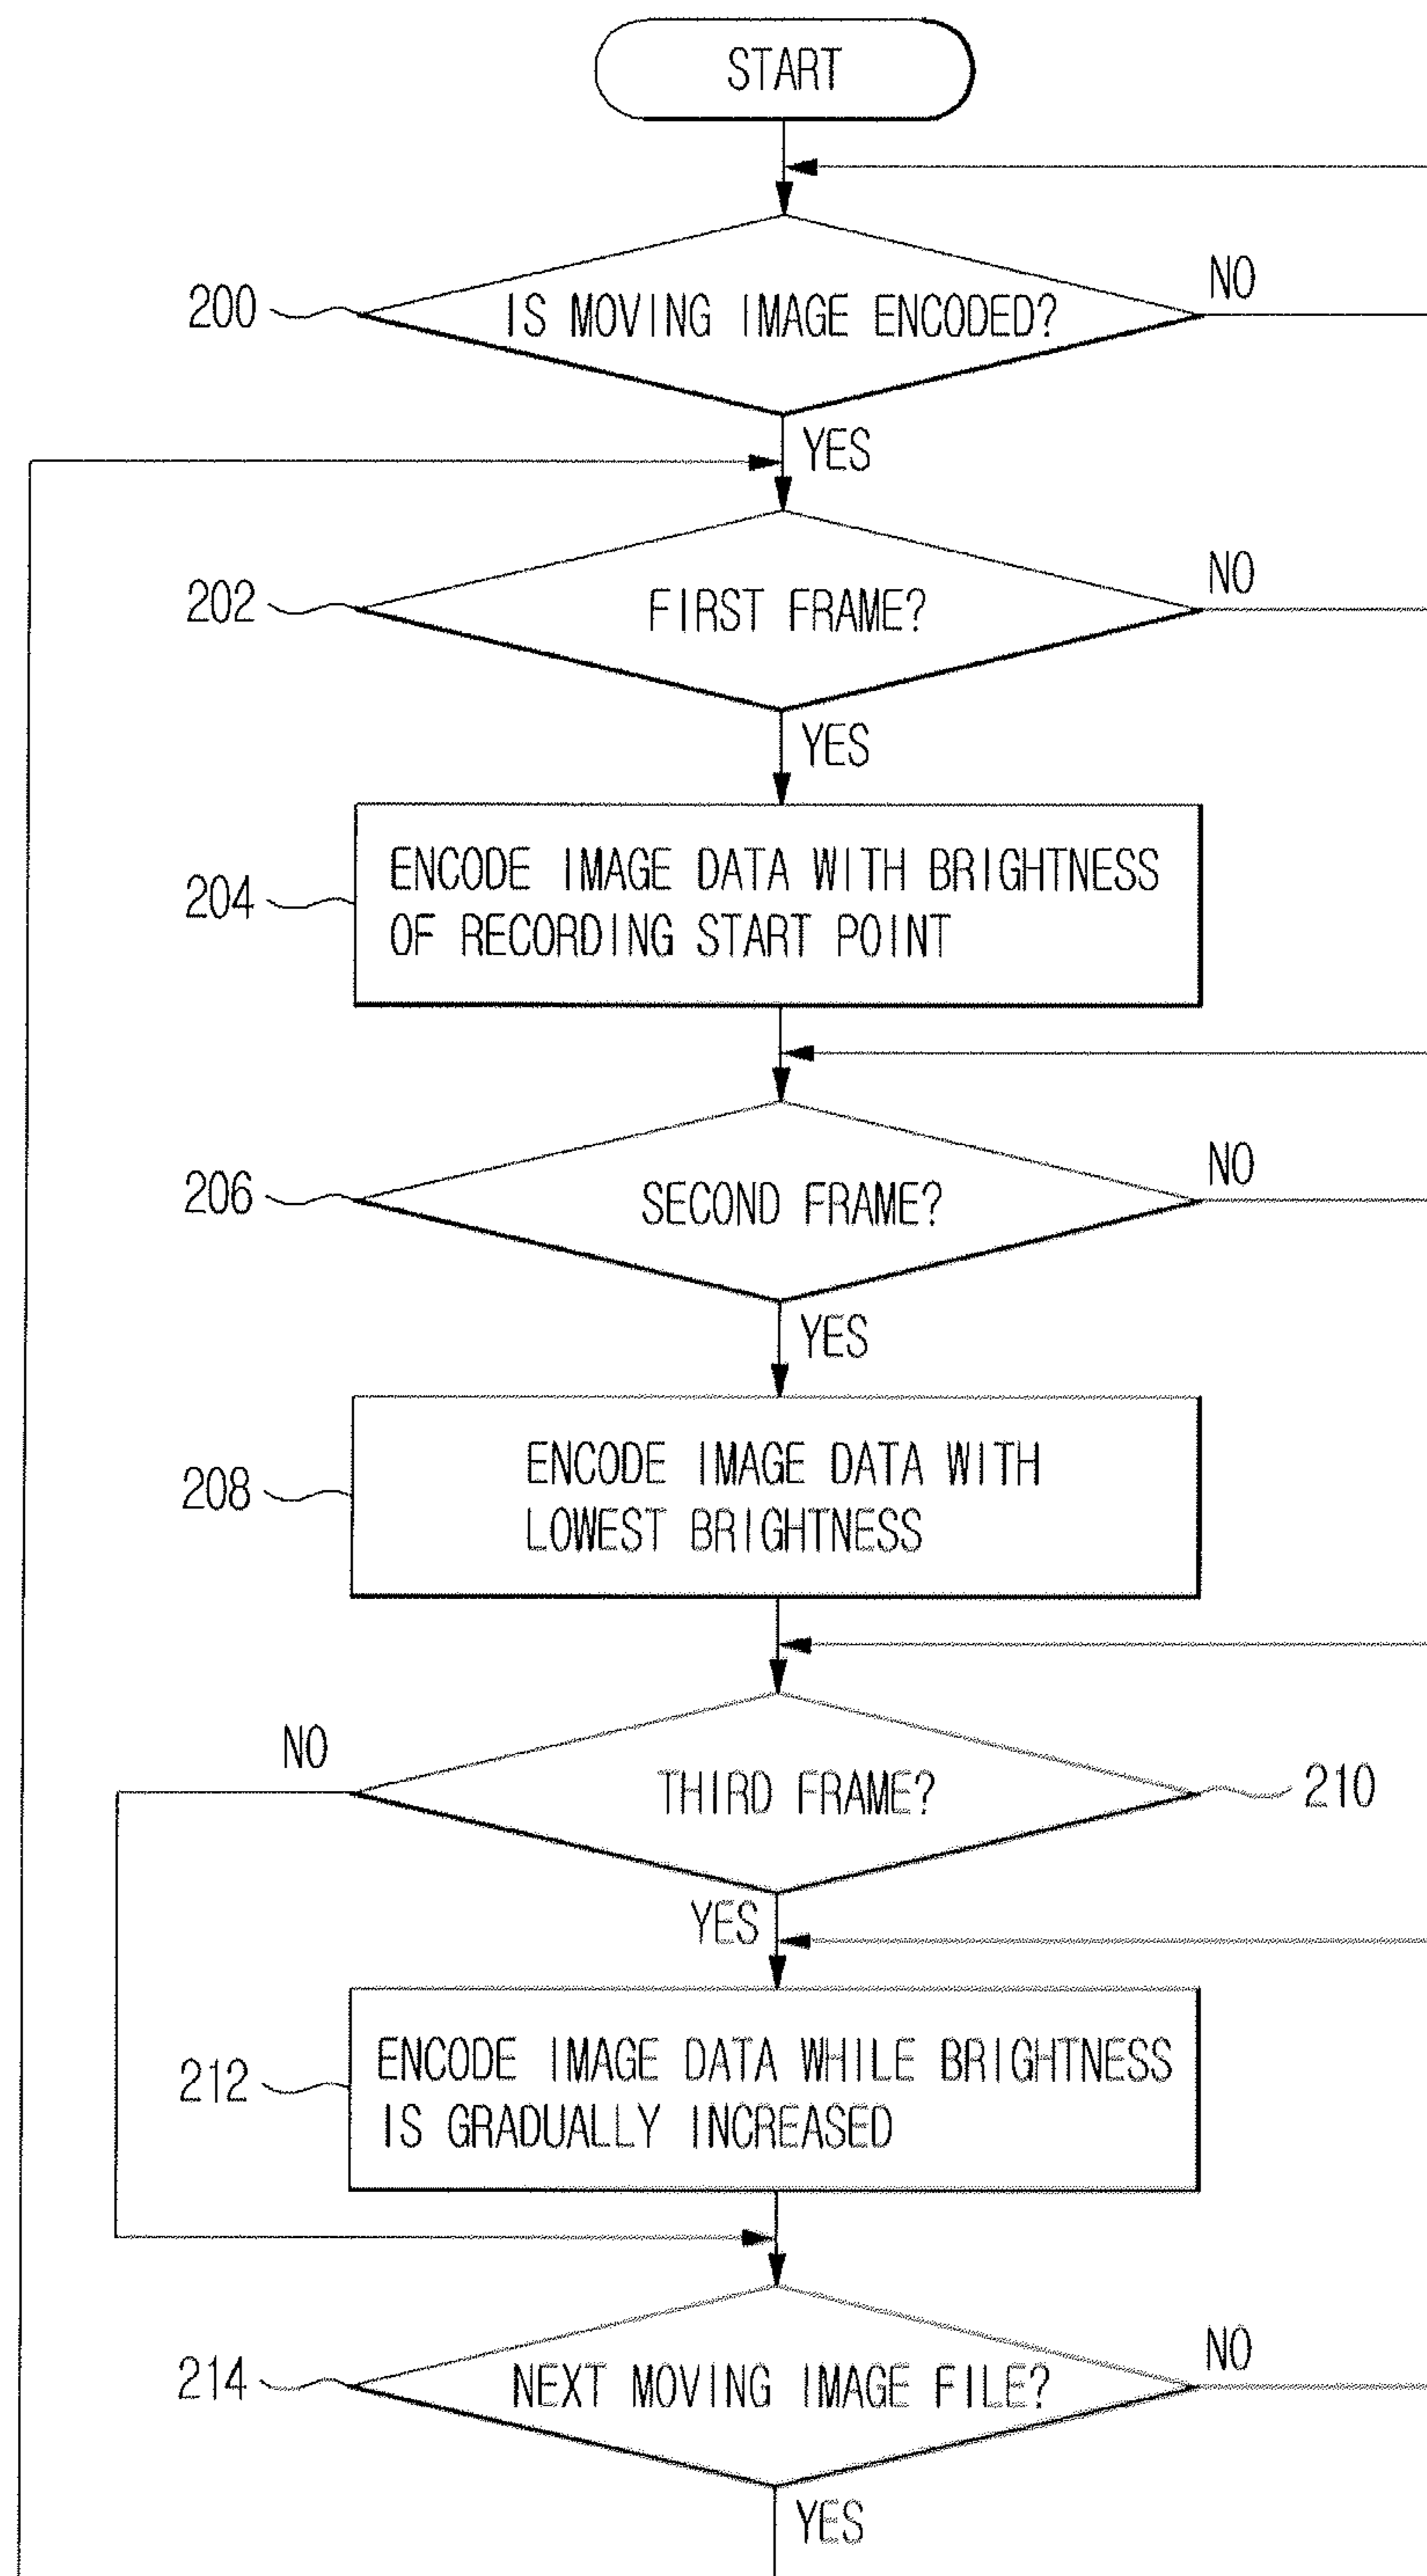 START
200
IS MOVING IMAGE ENCODED?
NO
YES
202
FIRST FRAME?
NO
YES
204
ENCODE IMAGE DATA WITH BRIGHTNESS
OF RECORDING START POINT
206
SECOND FRAME?
NO
YES
208
ENCODE IMAGE DATA WITH
LOWEST BRIGHTNESS
NO
THIRD FRAME?
210
YES
212
ENCODE IMAGE DATA WHILE BRIGHTNESS
IS GRADUALLY INCREASED
214
NEXT MOVING IMAGE FILE?
NO
YES